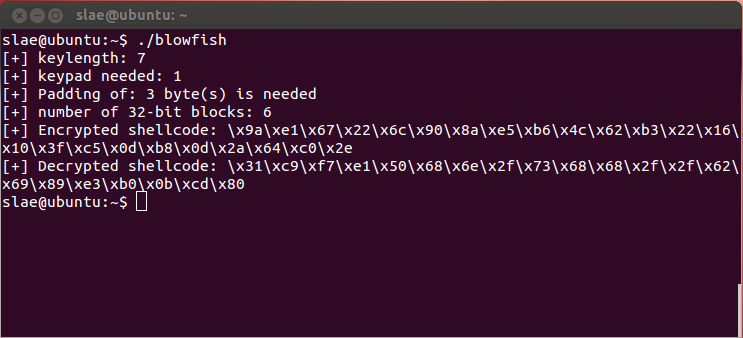 slae@ubuntu: ~
slae@ubuntu:~$ ./blowfish
[+] keylength: 7
[+] keypad needed: 1
[+] Padding of: 3 byte(s) is needed
[+] number of 32-bit blocks: 6
[+] Encrypted shellcode: \x9a\xe1\x67\x22\x6c\x90\x8a\xe5\xb6\x4c\x62\xb3\x22\x16\
x10\x3f\xc5\x0d\xb8\x0d\x2a\x64\xc0\x2e
[+] Decrypted shellcode: \x31\xc9\xf7\xe1\x50\x68\x6e\x2f\x73\x68\x68\x2f\x2f\x62\
x69\x89\xe3\xb0\x0b\xcd\x80
slae@ubuntu:~$